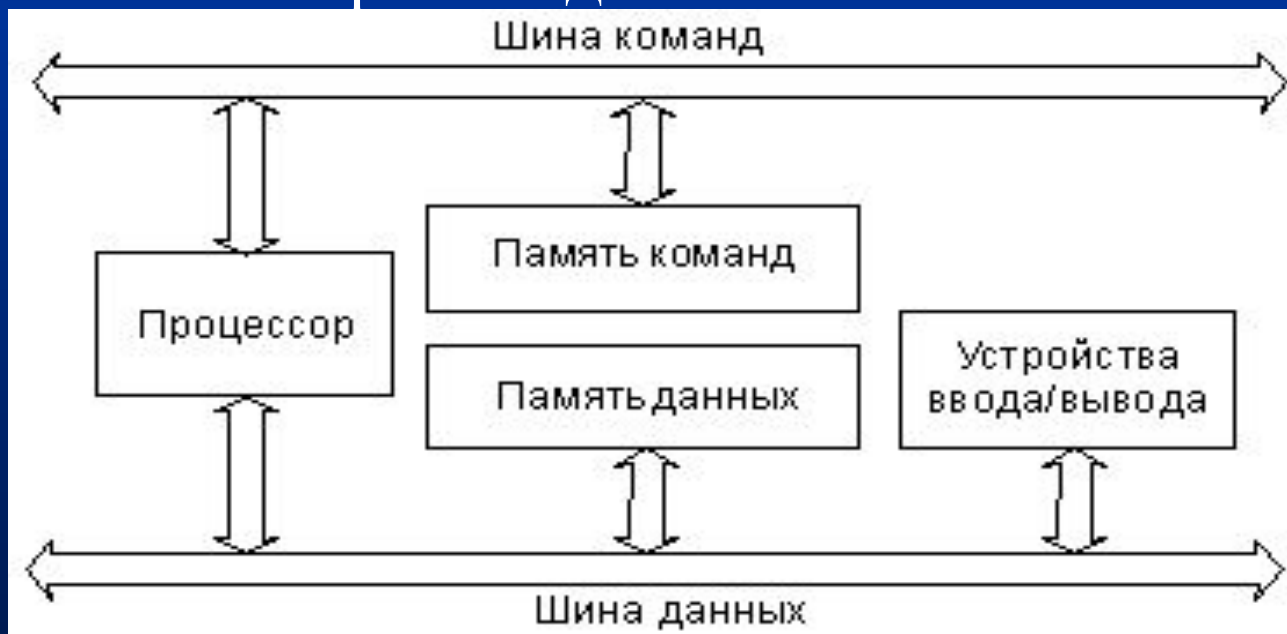 Шина команд
Память команд
Процессор
Память данных
Устройства
ввода/вывода
Шина данных